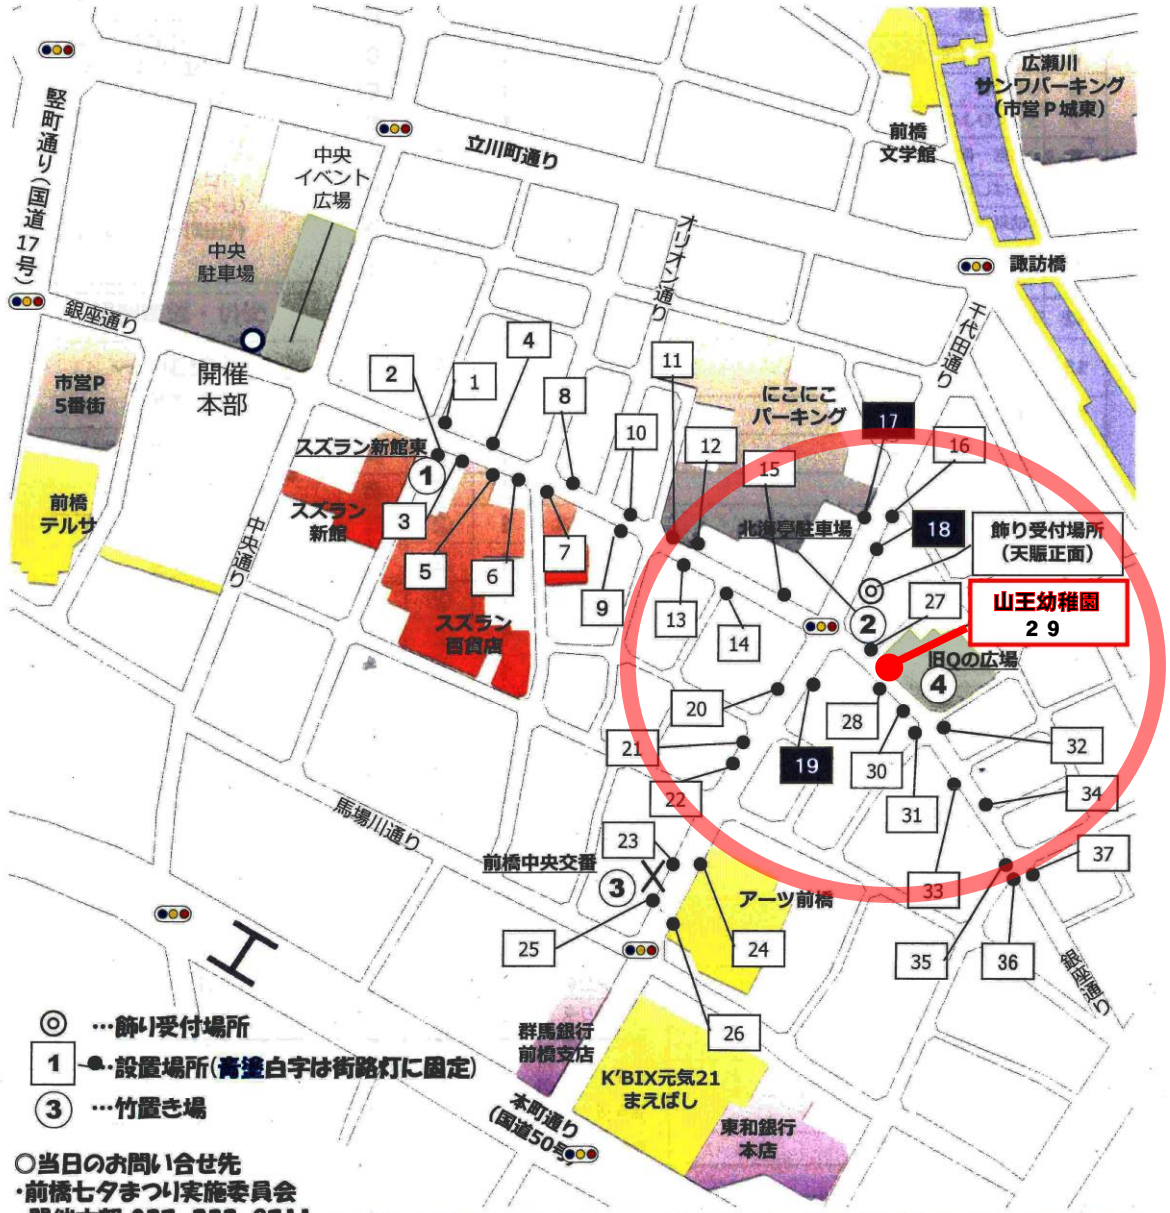 広瀬川
サンワパーキング
(市営P城東)
前橋
文学館
竪町通り(国道17号)
立川町通り
中央
イベント
広場
中央
駐車場
オリオン通り
諏訪橋
千代田通り
銀座通り
開催
本部
市営P
5番街
にこにこ
パーキング
前橋
テルサ
中央通り
スズラン新館東
1
スズラン
新館
スズラン
百貨店
1
2
3
4
5
6
7
8
9
10
11
12
13
14
15
16
17
18
北海亭駐車場
飾り受付場所
(天賑正面)
2
27
山王幼稚園
29
旧Qの広場
4
19
20
21
22
28
30
31
32
33
34
35
36
37
馬場川通り
前橋中央交番
3
23
24
25
26
アーツ前橋
銀座通り
群馬銀行
前橋支店
K'BIX元気21
まえばし
本町通り
(国道50号)
東和銀行
本店
◎ …飾り受付場所
1 …設置場所(青塗白字は街路灯に固定)
3 …竹置き場
○当日のお問い合せ先
・前橋七夕まつり実施委員会